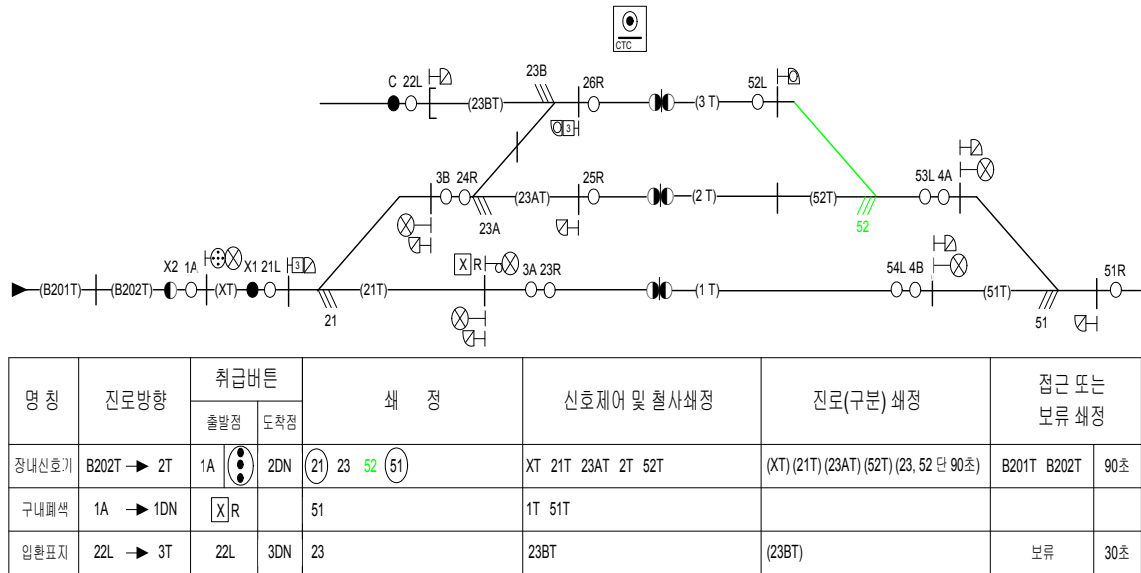 CTC
C 22L
(23BT)
23B
26R
(3 T)
52L
3
3B 24R
(23AT)
23A
25R
(2 T)
(52T)
52
53L 4A
(B201T)
(B202T)
X2 1A
(XT)
X1 21L
3
(21T)
21
X R
3A 23R
(1 T)
54L 4B
(51T)
51
51R
명 칭 진로방향 취급버튼 쇄 정 신호제어 및 철사쇄정 진로(구분) 쇄정 접근 또는
보류 쇄정
출발점 도착점
장내신호기 B202T → 2T 1A 2DN 21 23 52 51 XT 21T 23AT 2T 52T (XT) (21T) (23AT) (52T) (23, 52 단 90초) B201T B202T 90초
구내폐색 1A → 1DN X R 51 1T 51T
입환표지 22L → 3T 22L 3DN 23 23BT (23BT) 보류 30초